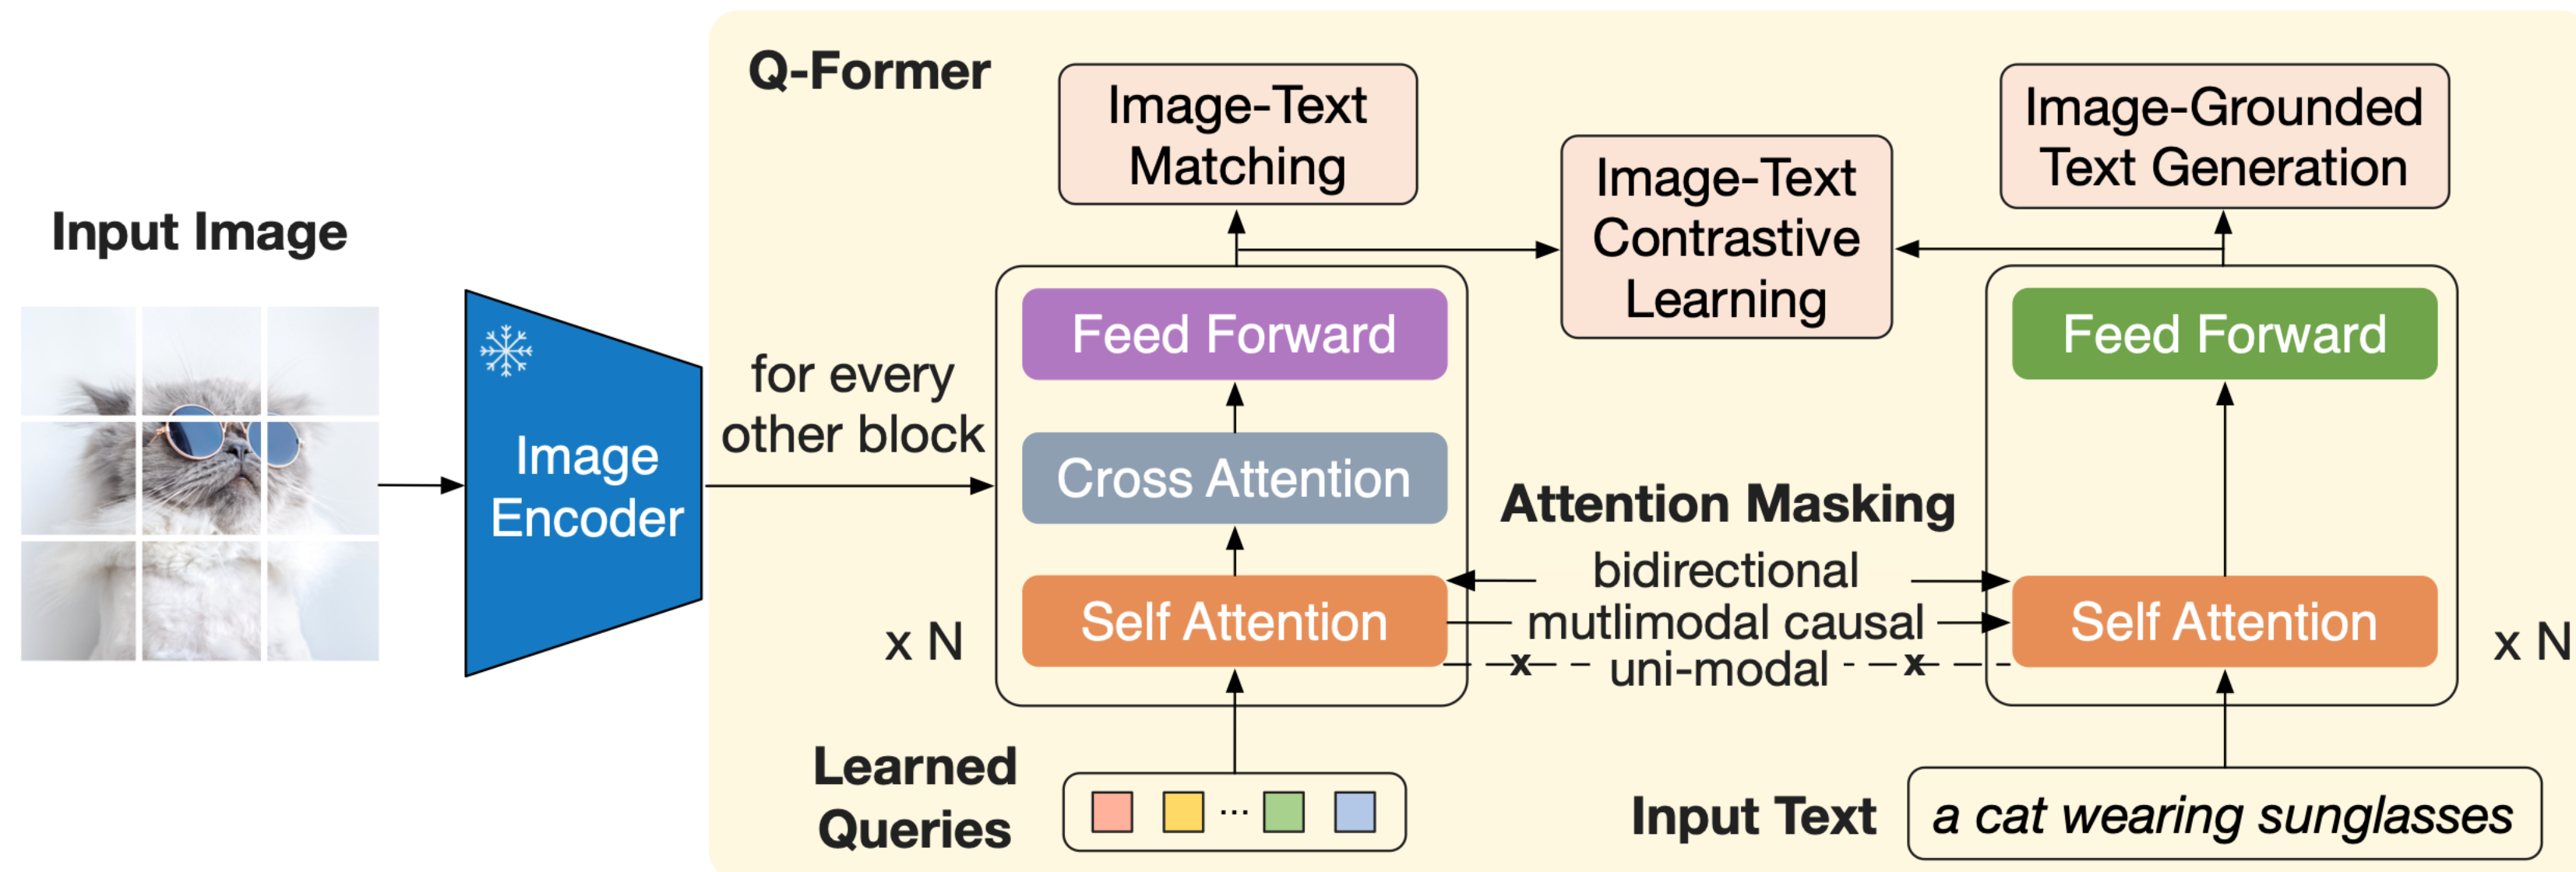 Q-Former
Image-Text
Matching
Image-Grounded
Text Generation
Image-Text
Contrastive
Learning
Input Image
Image
Encoder
for every
other block
Feed Forward
Cross Attention
Self Attention
x N
Attention Masking
bidirectional
mutlimodal causal
x uni-modal x
Feed Forward
Self Attention
x N
Learned
Queries
...
Input Text
a cat wearing sunglasses